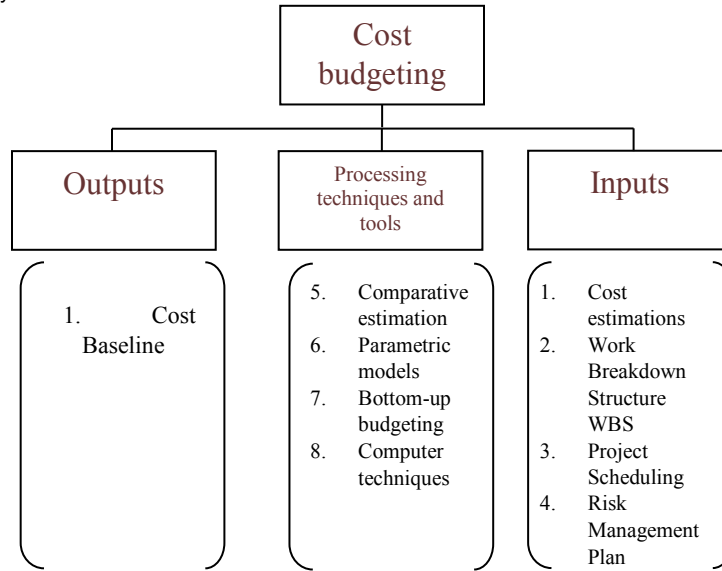 Cost
budgeting
Outputs
Processing
techniques and
tools
Inputs
1. Cost
Baseline
5. Comparative
estimation
6. Parametric
models
7. Bottom-up
budgeting
8. Computer
techniques
1. Cost
estimations
2. Work
Breakdown
Structure
WBS
3. Project
Scheduling
4. Risk
Management
Plan